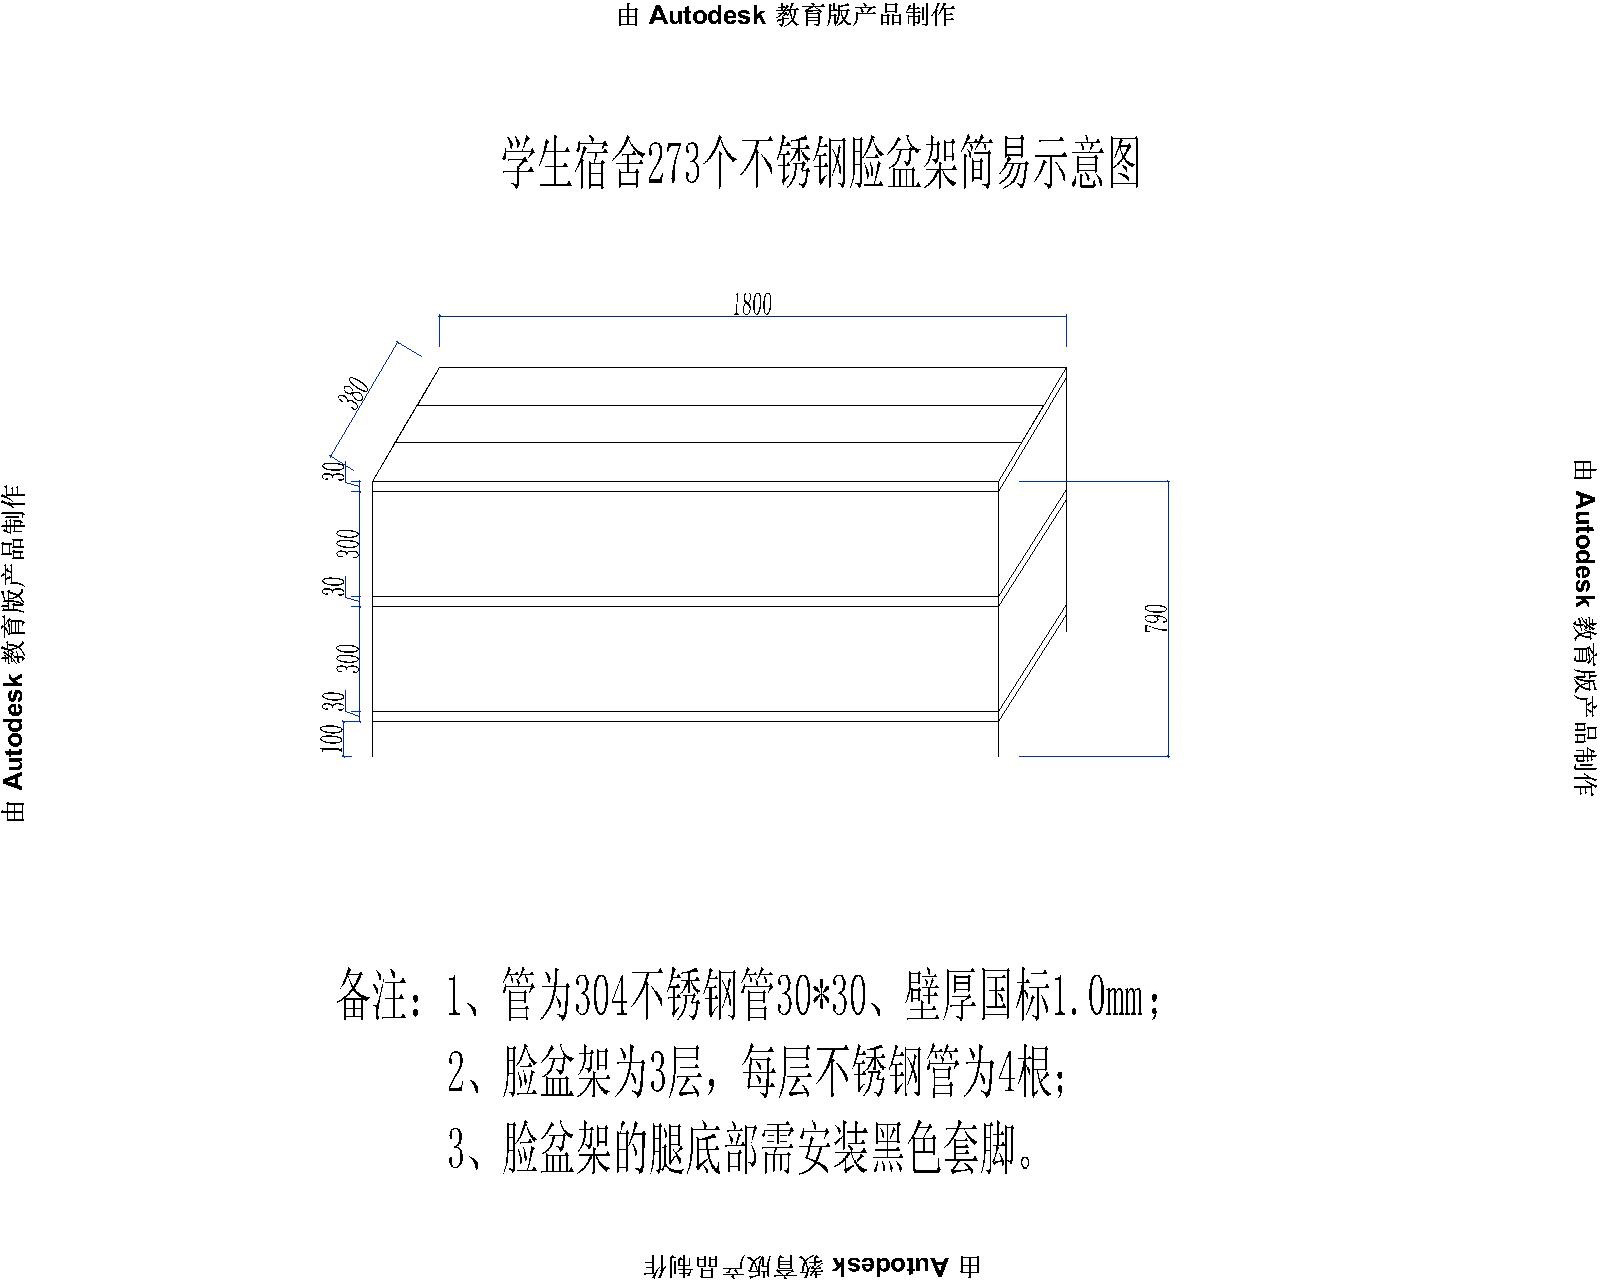 由 Autodesk 教育版产品制作
学生宿舍273个不锈钢脸盆架简易示意图
1800
380
30
300
30
300
30
100
790
由 Autodesk 教育版产品制作
由 Autodesk 教育版产品制作
备注：1、管为304不锈钢管30*30、壁厚国标1.0mm；
2、脸盆架为3层，每层不锈钢管为4根；
3、脸盆架的腿底部需安装黑色套脚。
由 Autodesk 教育版产品制作